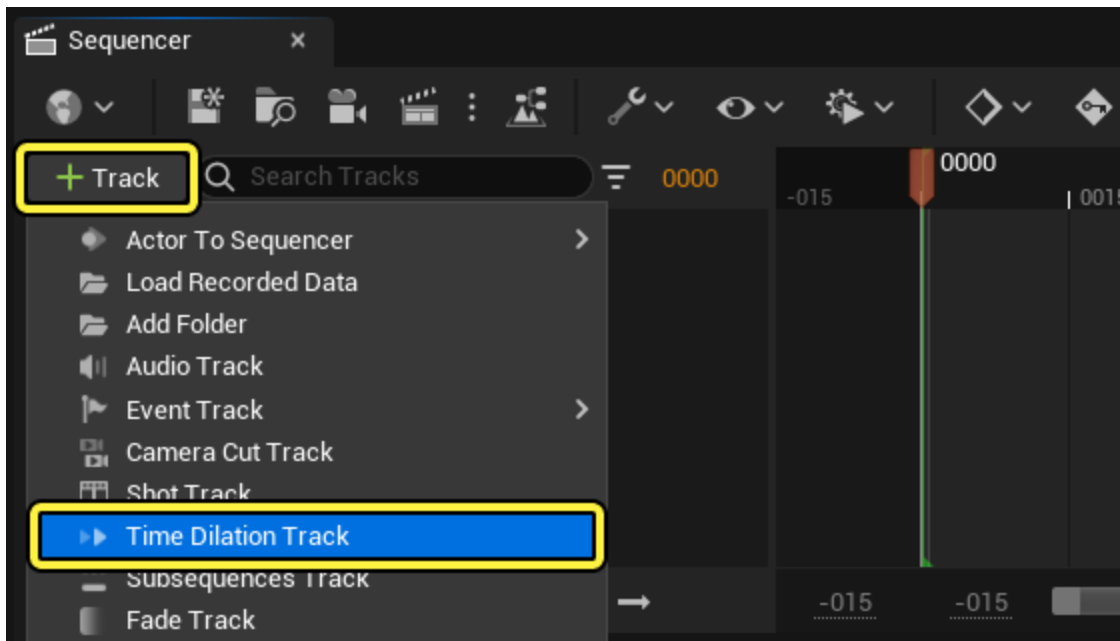 Sequencer
Track
Search Tracks
0000
0000
-015
0015
Actor To Sequencer
Load Recorded Data
Add Folder
Audio Track
Event Track
Camera Cut Track
Shot Track
Time Dilation Track
Subsequences Track
Fade Track
-015
-015